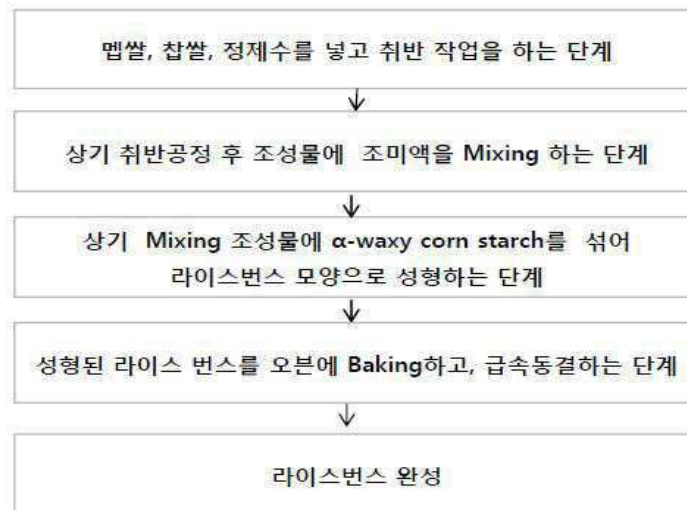 멥쌀, 찹쌀, 정제수를 넣고 취반 작업을 하는 단계
상기 취반공정 후 조성물에 조미액을 Mixing 하는 단계
상기 Mixing 조성물에 α-waxy corn starch를 섞어
라이스번스 모양으로 성형하는 단계
성형된 라이스 번스를 오븐에 Baking하고, 급속동결하는 단계
라이스번스 완성